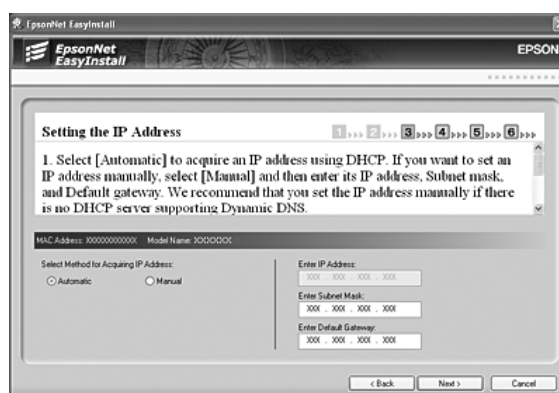 EpsonNet EasyInstall
EpsonNet
EasyInstall
EPSON
Setting the IP Address
1 2 3 4 5 6
1. Select [Automatic] to acquire an IP address using DHCP. If you want to set an
IP address manually, select [Manual] and then enter its IP address, Subnet mask,
and Default gateway. We recommend that you set the IP address manually if there
is no DHCP server supporting Dynamic DNS.
MAC Address: XXXXXXXXXXXX Model Name: XXXXXXX
Select Method for Acquiring IP Address:
Automatic Manual
Enter IP Address:
XXX . XXX . XXX . XXX
Enter Subnet Mask:
XXX . XXX . XXX . XXX
Enter Default Gateway:
XXX . XXX . XXX . XXX
< Back Next > Cancel